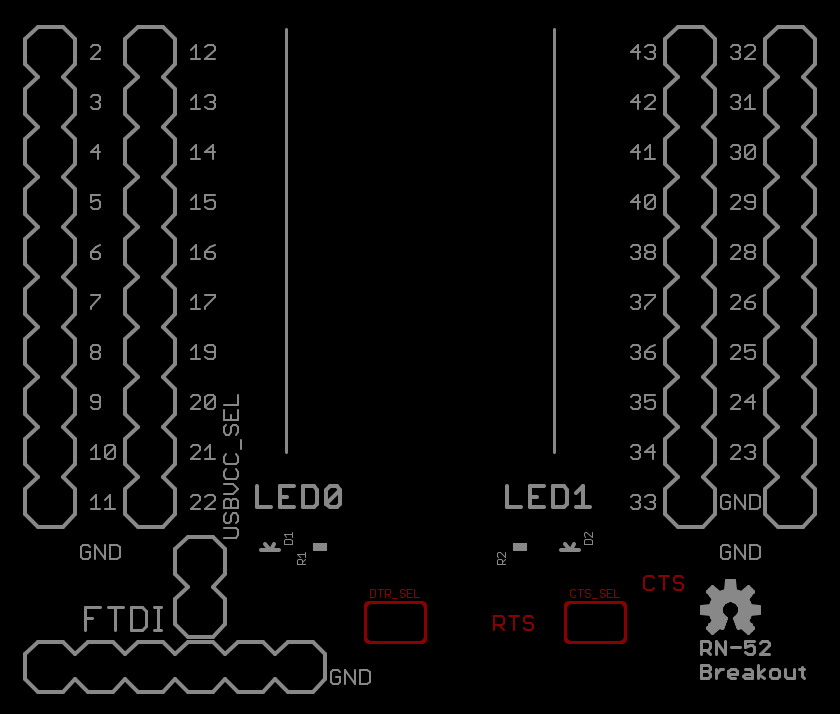 2 12 43 32
3 13 42 31
4 14 41 30
5 15 40 29
6 16 38 28
7 17 37 26
8 19 36 25
9 20 35 24
10 21 34 23
11 22 33 GND
USBVCC_SEL
LED0 LED1
D1 D2
R1 R2
GND GND
CTS
DTR_SEL CTS_SEL
FTDI RTS
RN-52
Breakout
GND